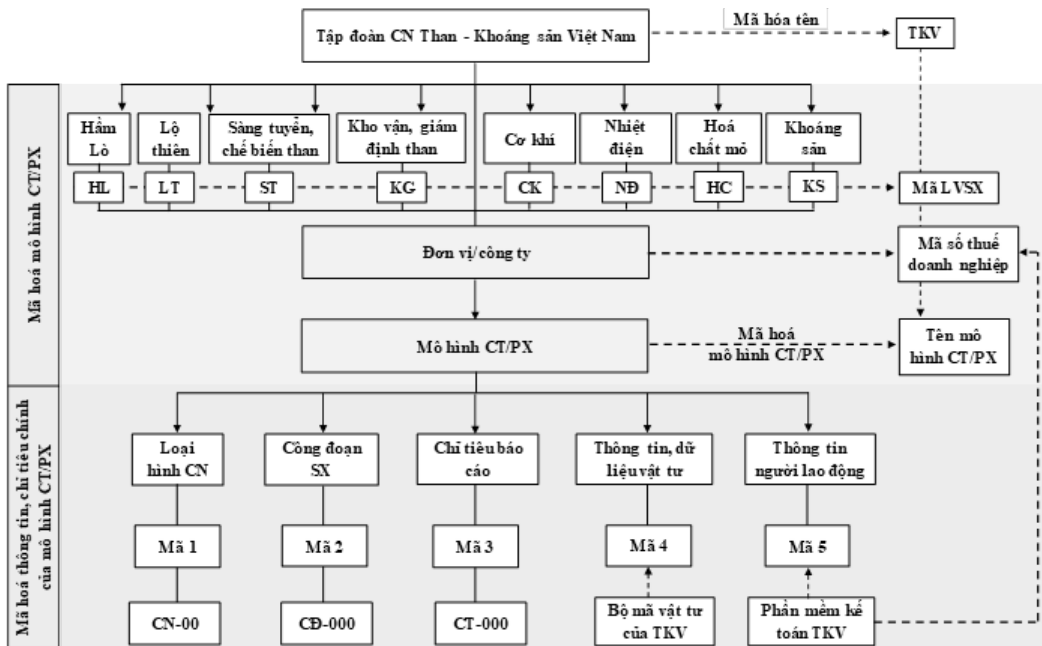 Mã hóa tên
Tập đoàn CN Than - Khoáng sản Việt Nam
TKV
Mã hoá mô hình CT/PX
Hầm
Lò
Lộ
thiên
Sàng tuyển,
chế biến than
Kho vận, giám
định than
Cơ khí
Nhiệt
điện
Hoá
chất mỏ
Khoáng
sản
HL
LT
ST
KG
CK
NĐ
HC
KS
Mã LVSX
Đơn vị/công ty
Mã số thuế
doanh nghiệp
Mô hình CT/PX
Mã hoá
mô hình CT/PX
Tên mô
hình CT/PX
Mã hoá thông tin, chỉ tiêu chính
của mô hình CT/PX
Loại
hình CN
Công đoạn
SX
Chỉ tiêu báo
cáo
Thông tin, dữ
liệu vật tư
Thông tin
người lao động
Mã 1
Mã 2
Mã 3
Mã 4
Mã 5
CN-00
CĐ-000
CT-000
Bộ mã vật tư
của TKV
Phần mềm kế
toán TKV